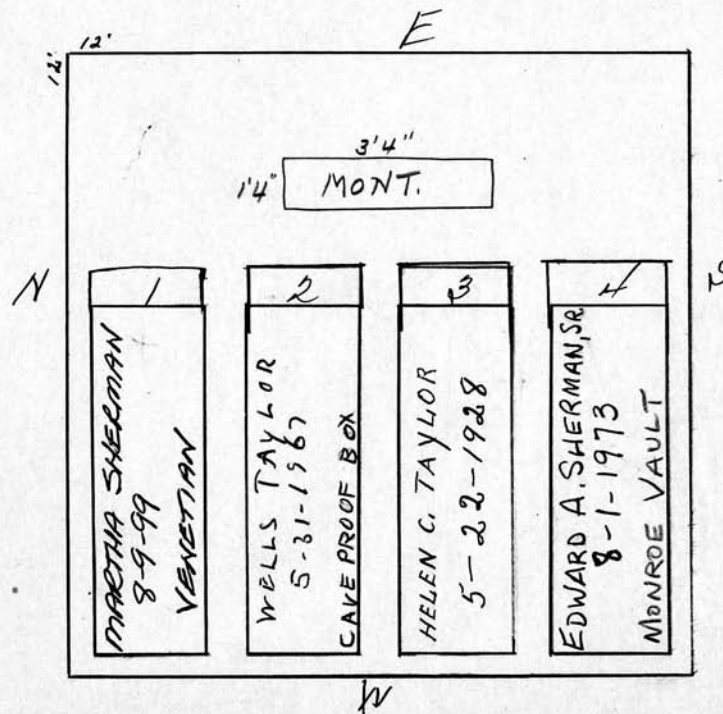 E
12'
12'
3'4"
1'4"
MONT.
N
S
1
2
3
4
MARTHA SHERMAN
8-9-99
VENETIAN
WELLS TAYLOR
5-31-1967
CAVE PROOF BOX
HELEN C. TAYLOR
5-22-1928
EDWARD A. SHERMAN, SR
8-1-1973
MONROE VAULT
W